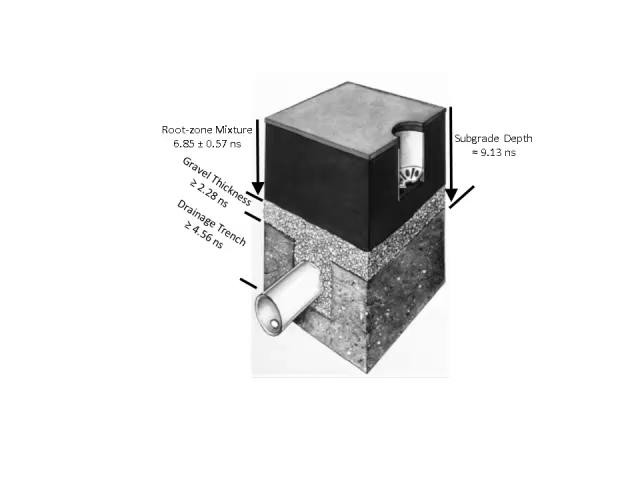 Root-zone Mixture
6.85 ± 0.57 ns
Gravel Thickness
≥ 2.28 ns
Drainage Trench
≥ 4.56 ns
Subgrade Depth
≈ 9.13 ns